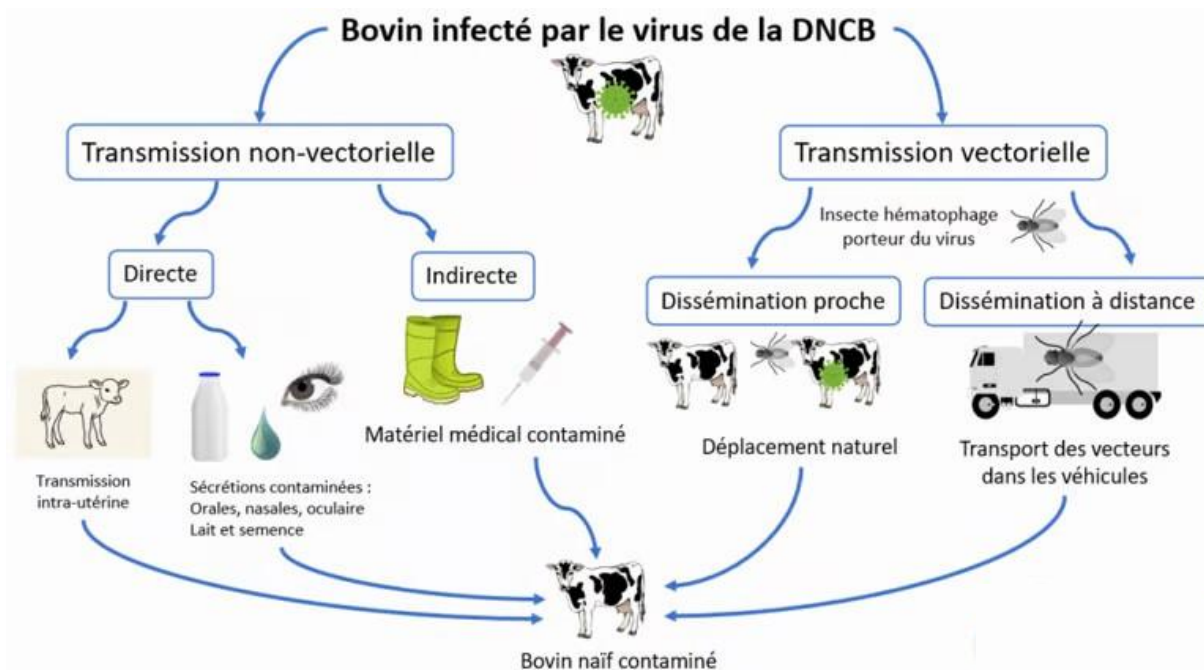 Bovin infecté par le virus de la DNCB
Transmission non-vectorielle
Transmission vectorielle
Insecte hématophage
porteur du virus
Directe
Indirecte
Dissémination proche
Dissémination à distance
Matériel médical contaminé
Déplacement naturel
Transport des vecteurs
dans les véhicules
Transmission
intra-utérine
Sécrétions contaminées :
Orales, nasales, oculaire
Lait et semence
Bovin naïf contaminé